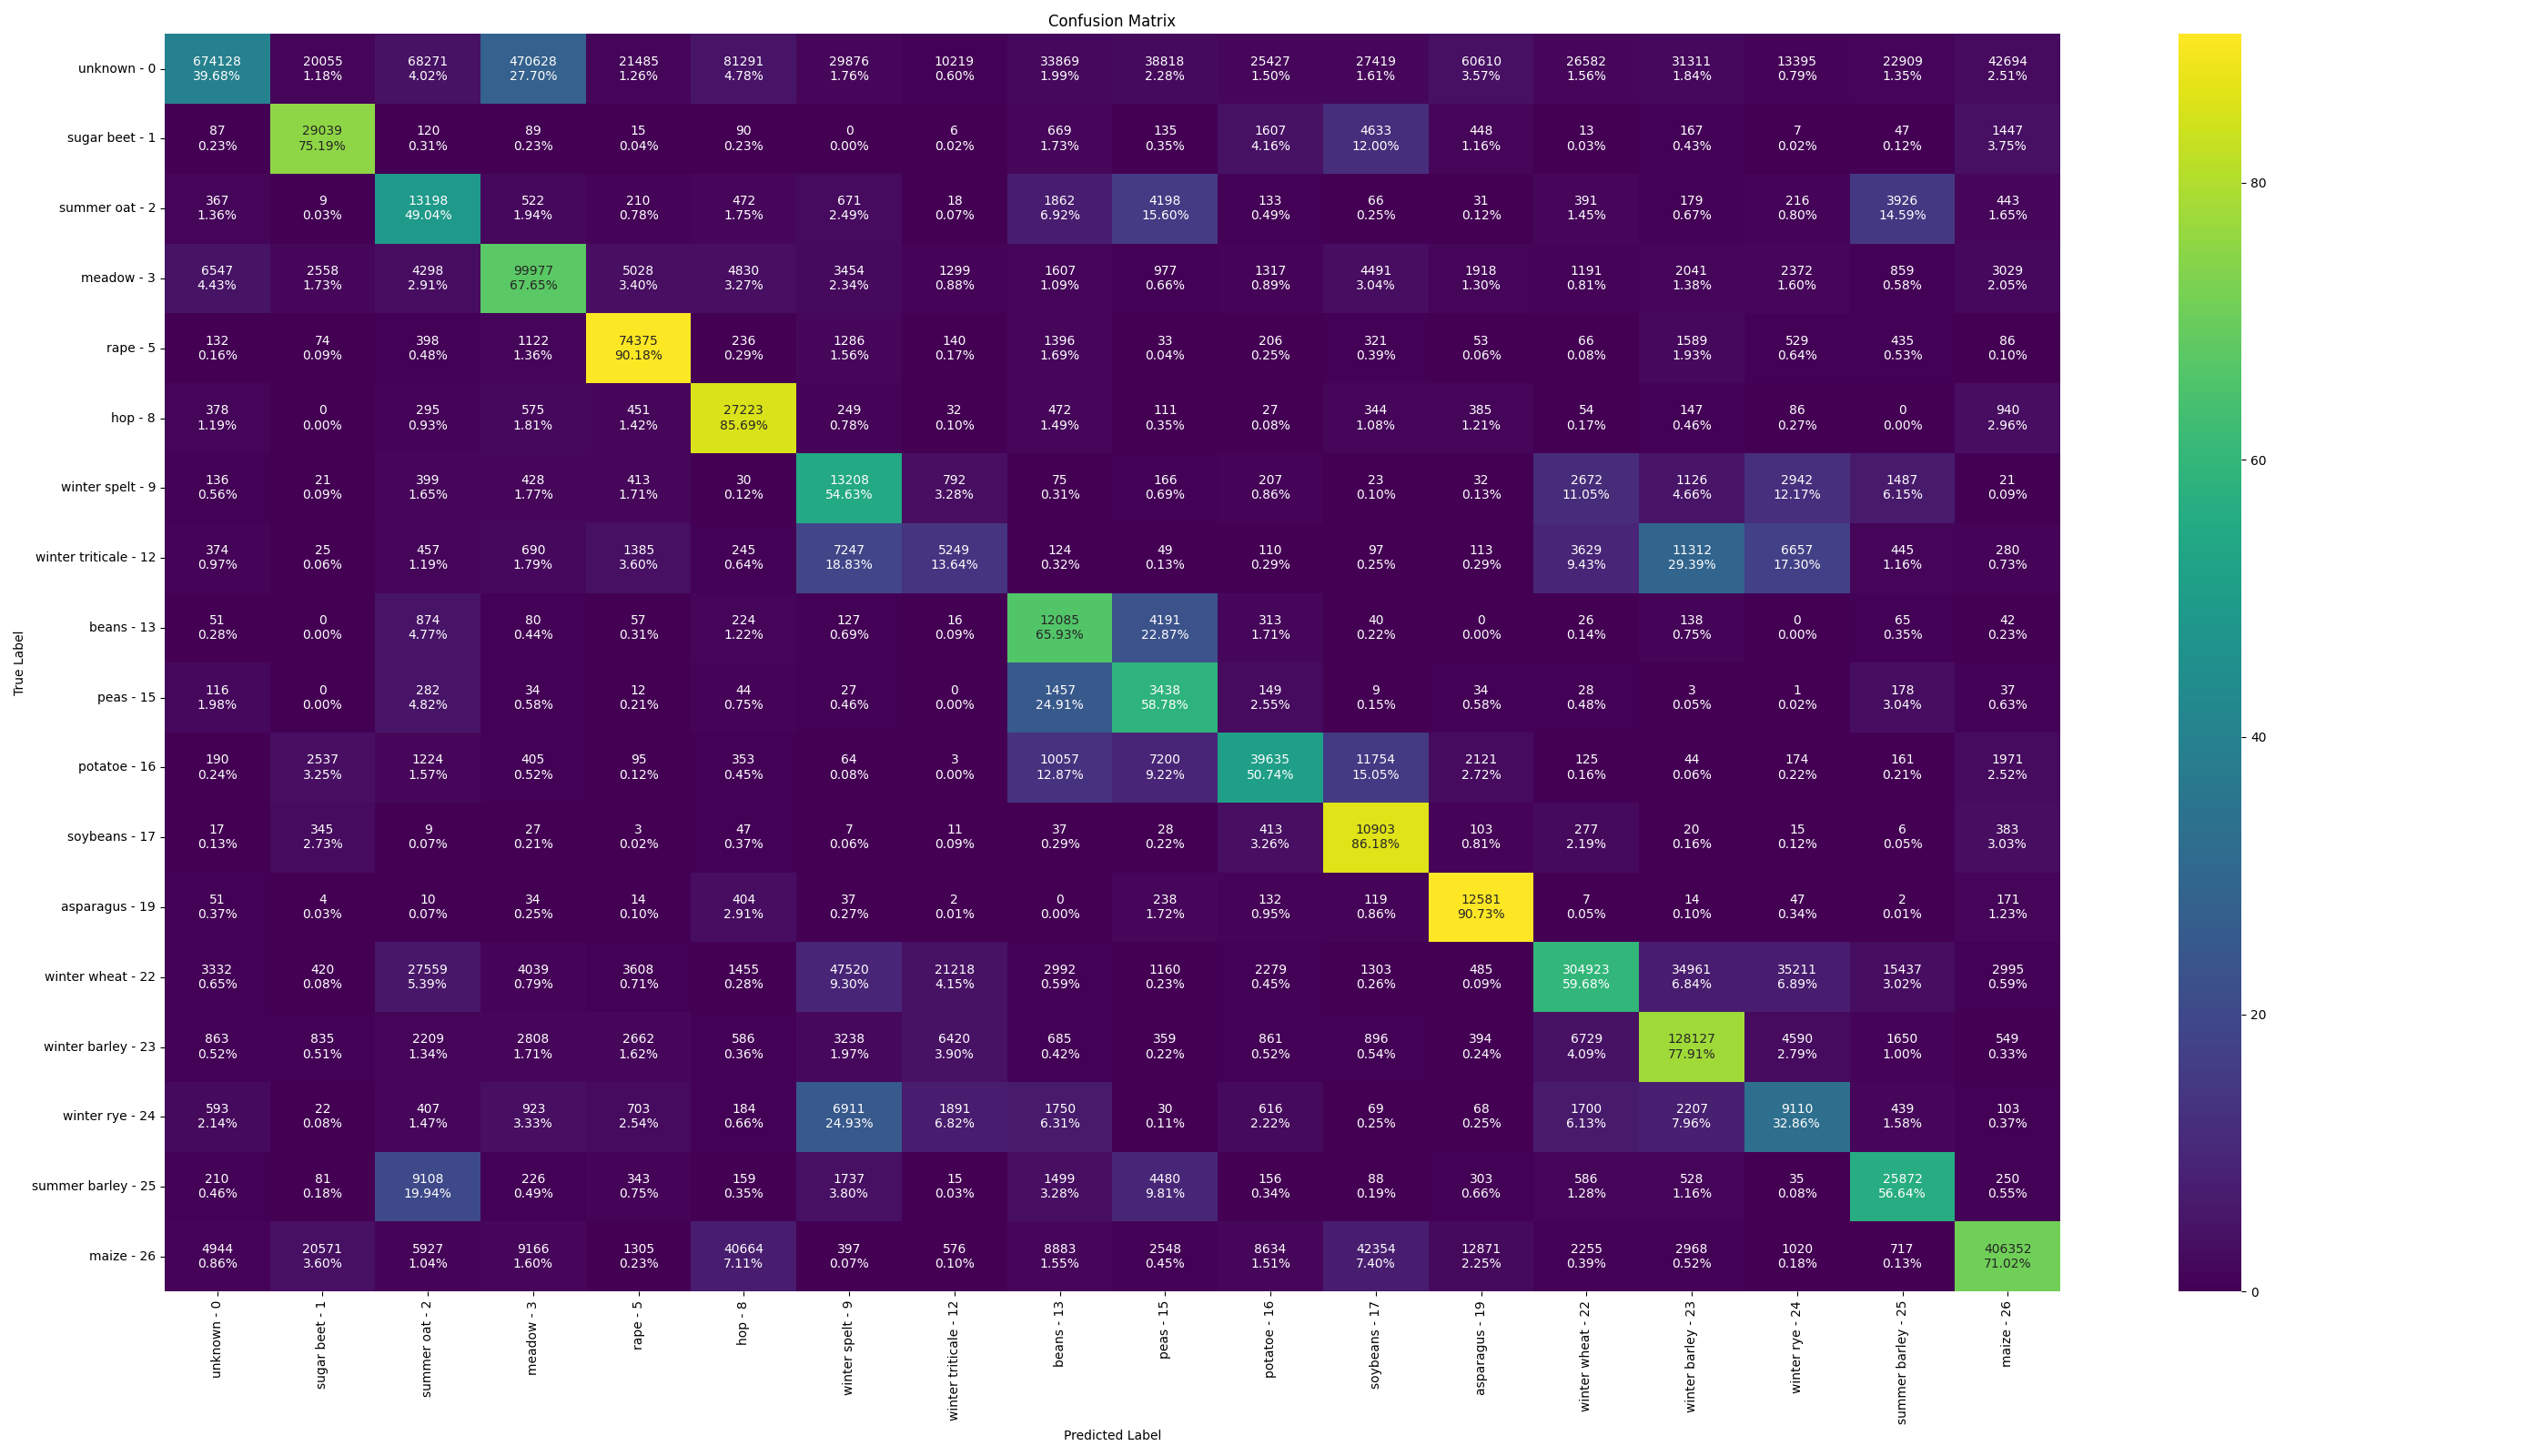 Confusion Matrix
unknown - 0
674128 20055 68271 470628 21485 81291 29876 10219 33869 38818 25427 27419 60610 26582 31311 13395 22909 42694
39.68% 1.18% 4.02% 27.70% 1.26% 4.78% 1.76% 0.60% 1.99% 2.28% 1.50% 1.61% 3.57% 1.56% 1.84% 0.79% 1.35% 2.51%
sugar beet - 1
87 29039 120 89 15 90 0 6 669 135 1607 4633 448 13 167 7 47 1447
0.23% 75.19% 0.31% 0.23% 0.04% 0.23% 0.00% 0.02% 1.73% 0.35% 4.16% 12.00% 1.16% 0.03% 0.43% 0.02% 0.12% 3.75%
summer oat - 2
367 9 13198 522 210 472 671 18 1862 4198 133 66 31 391 179 216 3926 443
1.36% 0.03% 49.04% 1.94% 0.78% 1.75% 2.49% 0.07% 6.92% 15.60% 0.49% 0.25% 0.12% 1.45% 0.67% 0.80% 14.59% 1.65%
meadow - 3
6547 2558 4298 99977 5028 4830 3454 1299 1607 977 1317 4491 1918 1191 2041 2372 859 3029
4.43% 1.73% 2.91% 67.65% 3.40% 3.27% 2.34% 0.88% 1.09% 0.66% 0.89% 3.04% 1.30% 0.81% 1.38% 1.60% 0.58% 2.05%
rape - 5
132 74 398 1122 74375 236 1286 140 1396 33 206 321 53 66 1589 529 435 86
0.16% 0.09% 0.48% 1.36% 90.18% 0.29% 1.56% 0.17% 1.69% 0.04% 0.25% 0.39% 0.06% 0.08% 1.93% 0.64% 0.53% 0.10%
hop - 8
378 0 295 575 451 27223 249 32 472 111 27 344 385 54 147 86 0 940
1.19% 0.00% 0.93% 1.81% 1.42% 85.69% 0.78% 0.10% 1.49% 0.35% 0.08% 1.08% 1.21% 0.17% 0.46% 0.27% 0.00% 2.96%
winter spelt - 9
136 21 399 428 413 30 13208 792 75 166 207 23 32 2672 1126 2942 1487 21
0.56% 0.09% 1.65% 1.77% 1.71% 0.12% 54.63% 3.28% 0.31% 0.69% 0.86% 0.10% 0.13% 11.05% 4.66% 12.17% 6.15% 0.09%
winter triticale - 12
374 25 457 690 1385 245 7247 5249 124 49 110 97 113 3629 11312 6657 445 280
0.97% 0.06% 1.19% 1.79% 3.60% 0.64% 18.83% 13.64% 0.32% 0.13% 0.29% 0.25% 0.29% 9.43% 29.39% 17.30% 1.16% 0.73%
beans - 13
51 0 874 80 57 224 127 16 12085 4191 313 40 0 26 138 0 65 42
0.28% 0.00% 4.77% 0.44% 0.31% 1.22% 0.69% 0.09% 65.93% 22.87% 1.71% 0.22% 0.00% 0.14% 0.75% 0.00% 0.35% 0.23%
peas - 15
116 0 282 34 12 44 27 0 1457 3438 149 9 34 28 3 1 178 37
1.98% 0.00% 4.82% 0.58% 0.21% 0.75% 0.46% 0.00% 24.91% 58.78% 2.55% 0.15% 0.58% 0.48% 0.05% 0.02% 3.04% 0.63%
potatoe - 16
190 2537 1224 405 95 353 64 3 10057 7200 39635 11754 2121 125 44 174 161 1971
0.24% 3.25% 1.57% 0.52% 0.12% 0.45% 0.08% 0.00% 12.87% 9.22% 50.74% 15.05% 2.72% 0.16% 0.06% 0.22% 0.21% 2.52%
soybeans - 17
17 345 9 27 3 47 7 11 37 28 413 10903 103 277 20 15 6 383
0.13% 2.73% 0.07% 0.21% 0.02% 0.37% 0.06% 0.09% 0.29% 0.22% 3.26% 86.18% 0.81% 2.19% 0.16% 0.12% 0.05% 3.03%
asparagus - 19
51 4 10 34 14 404 37 2 0 238 132 119 12581 7 14 47 2 171
0.37% 0.03% 0.07% 0.25% 0.10% 2.91% 0.27% 0.01% 0.00% 1.72% 0.95% 0.86% 90.73% 0.05% 0.10% 0.34% 0.01% 1.23%
winter wheat - 22
3332 420 27559 4039 3608 1455 47520 21218 2992 1160 2279 1303 485 304923 34961 35211 15437 2995
0.65% 0.08% 5.39% 0.79% 0.71% 0.28% 9.30% 4.15% 0.59% 0.23% 0.45% 0.26% 0.09% 59.68% 6.84% 6.89% 3.02% 0.59%
winter barley - 23
863 835 2209 2808 2662 586 3238 6420 685 359 861 896 394 6729 128127 4590 1650 549
0.52% 0.51% 1.34% 1.71% 1.62% 0.36% 1.97% 3.90% 0.42% 0.22% 0.52% 0.54% 0.24% 4.09% 77.91% 2.79% 1.00% 0.33%
winter rye - 24
593 22 407 923 703 184 6911 1891 1750 30 616 69 68 1700 2207 9110 439 103
2.14% 0.08% 1.47% 3.33% 2.54% 0.66% 24.93% 6.82% 6.31% 0.11% 2.22% 0.25% 0.25% 6.13% 7.96% 32.86% 1.58% 0.37%
summer barley - 25
210 81 9108 226 343 159 1737 15 1499 4480 156 88 303 586 528 35 25872 250
0.46% 0.18% 19.94% 0.49% 0.75% 0.35% 3.80% 0.03% 3.28% 9.81% 0.34% 0.19% 0.66% 1.28% 1.16% 0.08% 56.64% 0.55%
maize - 26
4944 20571 5927 9166 1305 40664 397 576 8883 2548 8634 42354 12871 2255 2968 1020 717 406352
0.86% 3.60% 1.04% 1.60% 0.23% 7.11% 0.07% 0.10% 1.55% 0.45% 1.51% 7.40% 2.25% 0.39% 0.52% 0.18% 0.13% 71.02%
True Label
unknown - 0
sugar beet - 1
summer oat - 2
meadow - 3
rape - 5
hop - 8
winter spelt - 9
winter triticale - 12
beans - 13
peas - 15
potatoe - 16
soybeans - 17
asparagus - 19
winter wheat - 22
winter barley - 23
winter rye - 24
summer barley - 25
maize - 26
Predicted Label
80
60
40
20
0